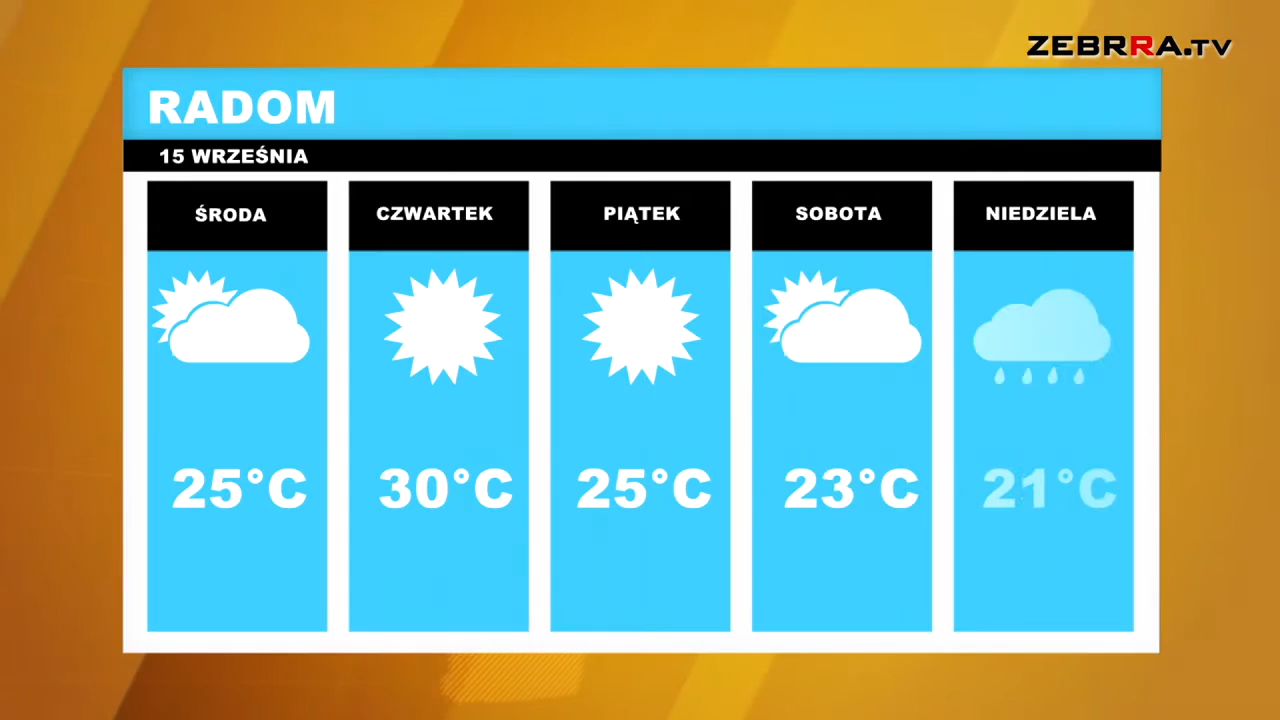 ZEBRRA.TV
RADOM
15 WRZEŚNIA
ŚRODA
CZWARTEK
PIĄTEK
SOBOTA
NIEDZIELA
25°C
30°C
25°C
23°C
21°C